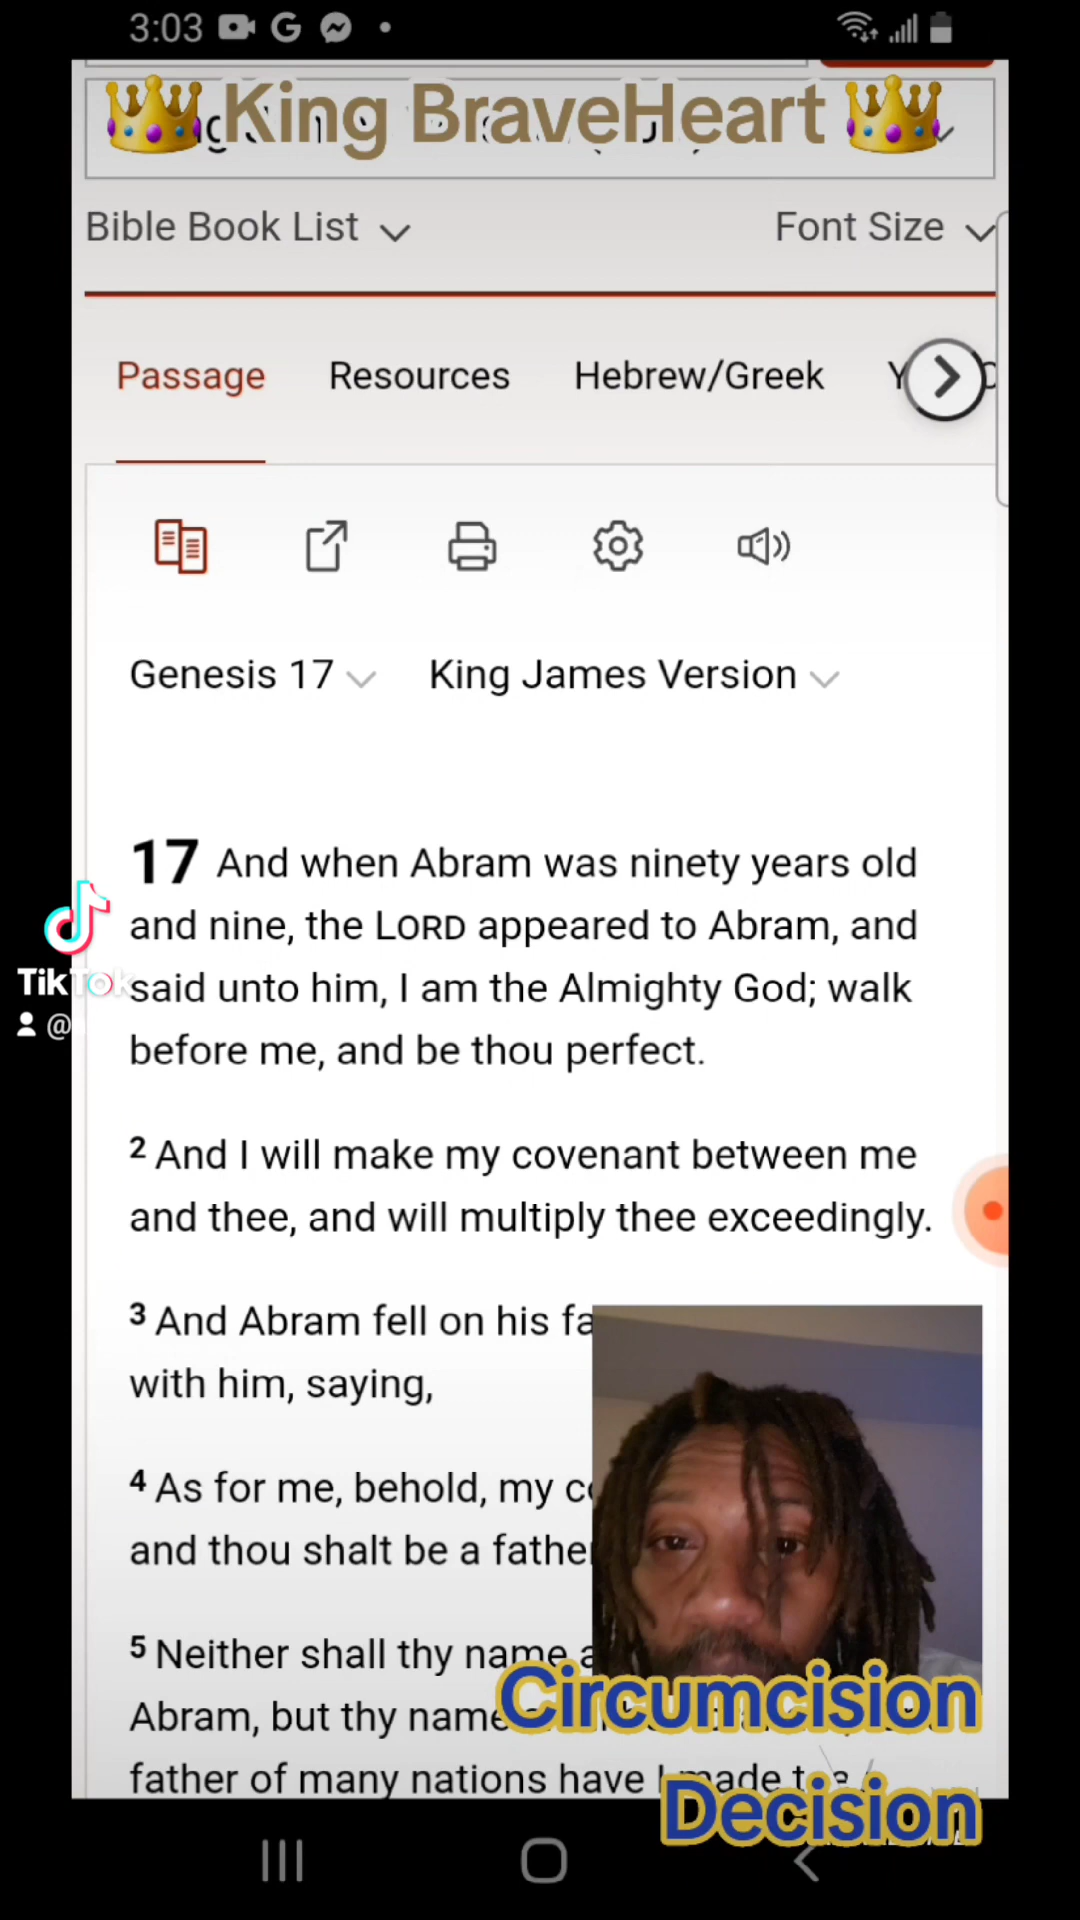 3:03
King BraveHeart
Bible Book List
Font Size
Passage
Resources
Hebrew/Greek
Genesis 17
King James Version
17 And when Abram was ninety years old
and nine, the LORD appeared to Abram, and
said unto him, I am the Almighty God; walk
before me, and be thou perfect.
2 And I will make my covenant between me
and thee, and will multiply thee exceedingly.
3 And Abram fell on his
with him, saying,
4 As for me, behold, my
and thou shalt be a
5 Neither shall thy name
Abram, but thy name
father of many nations have I made
TikTok
@
Circumcision
Decision